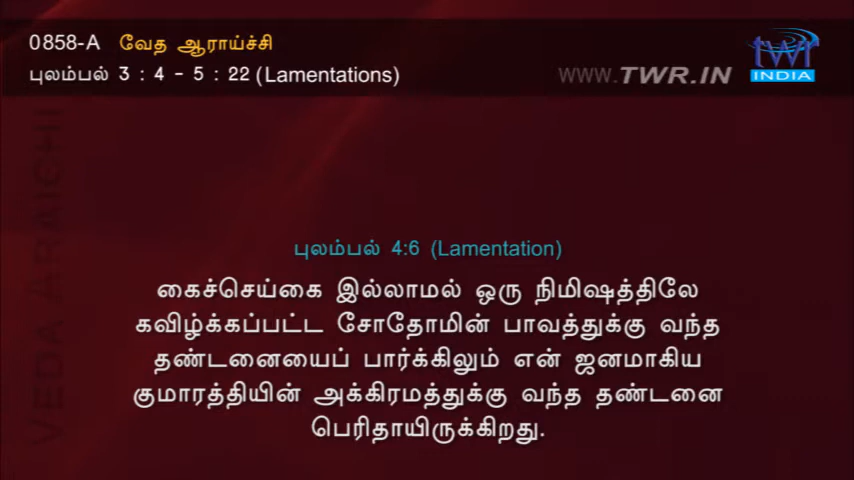 0858-A வேத ஆராய்ச்சி
புலம்பல் 3 : 4 - 5 : 22 (Lamentations)
WWW.TWR.IN
twr
INDIA
VEDA ARAICHI
புலம்பல் 4:6 (Lamentation)
கைச்செய்கை இல்லாமல் ஒரு நிமிஷத்திலே
கவிழ்க்கப்பட்ட சோதோமின் பாவத்துக்கு வந்த
தண்டனையைப் பார்க்கிலும் என் ஜனமாகிய
குமாரத்தியின் அக்கிரமத்துக்கு வந்த தண்டனை
பெரிதாயிருக்கிறது.